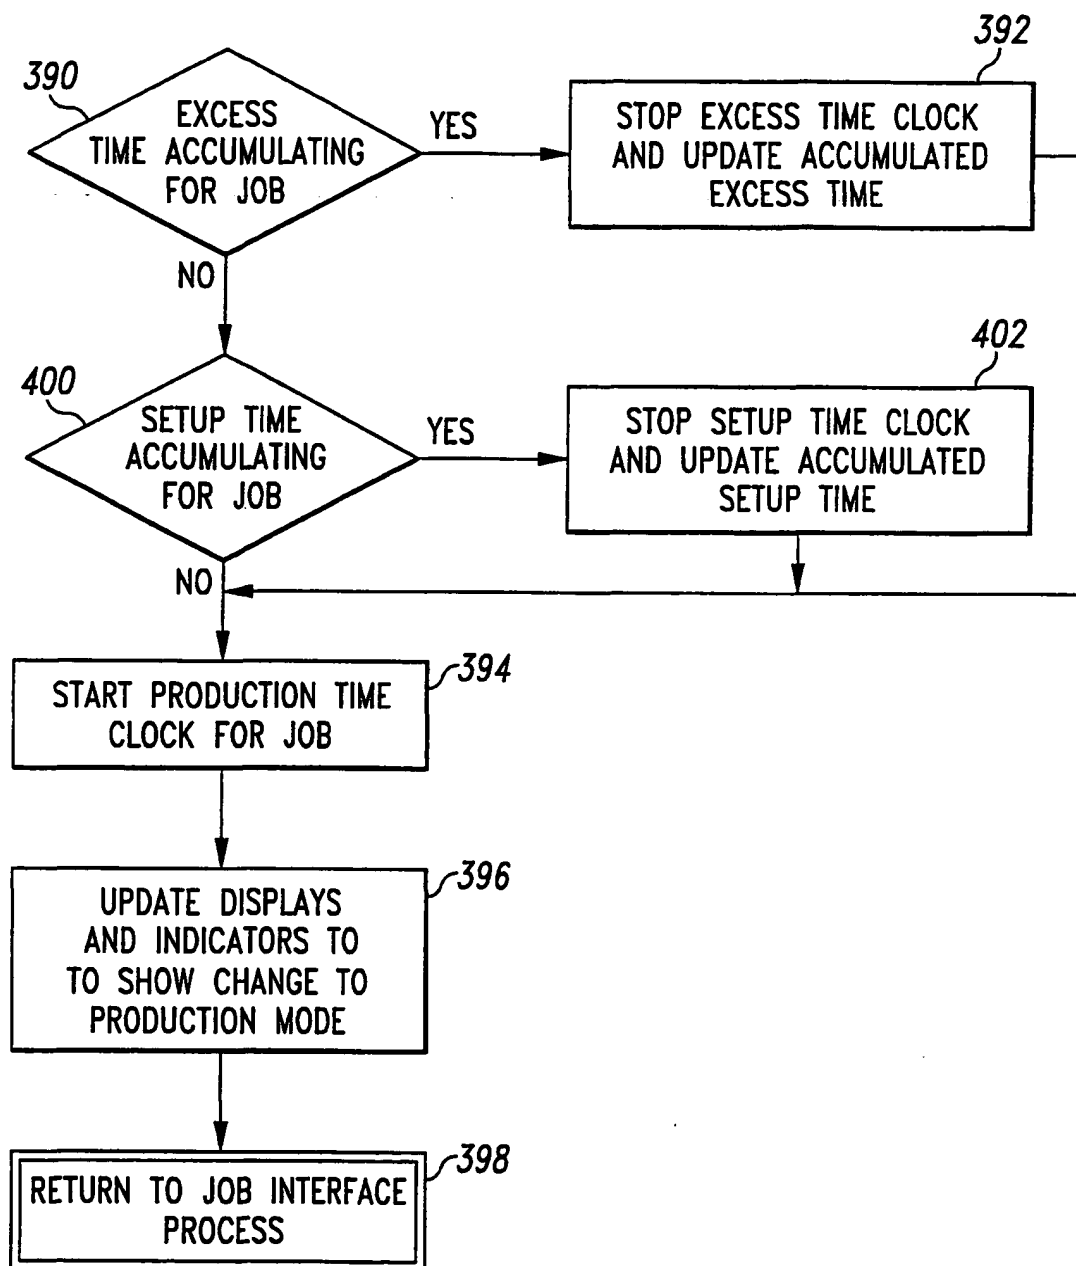 390
EXCESS
TIME ACCUMULATING
FOR JOB
YES
392
STOP EXCESS TIME CLOCK
AND UPDATE ACCUMULATED
EXCESS TIME
NO
400
SETUP TIME
ACCUMULATING
FOR JOB
YES
402
STOP SETUP TIME CLOCK
AND UPDATE ACCUMULATED
SETUP TIME
NO
394
START PRODUCTION TIME
CLOCK FOR JOB
396
UPDATE DISPLAYS
AND INDICATORS TO
TO SHOW CHANGE TO
PRODUCTION MODE
398
RETURN TO JOB INTERFACE
PROCESS